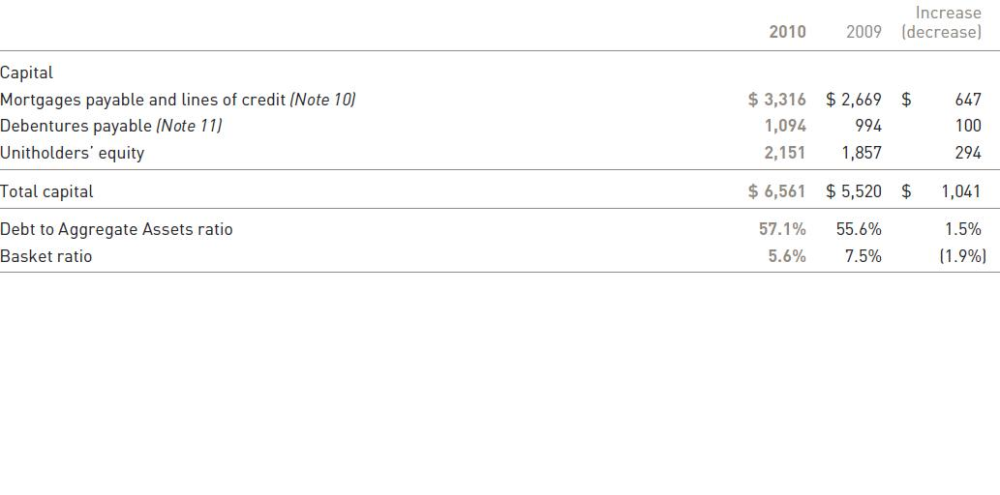 Increase
2010 2009 (decrease)
Capital
Mortgages payable and lines of credit (Note 10) $ 3,316 $ 2,669 $ 647
Debentures payable (Note 11) 1,094 994 100
Unitholders’ equity 2,151 1,857 294
Total capital $ 6,561 $ 5,520 $ 1,041
Debt to Aggregate Assets ratio 57.1% 55.6% 1.5%
Basket ratio 5.6% 7.5% (1.9%)